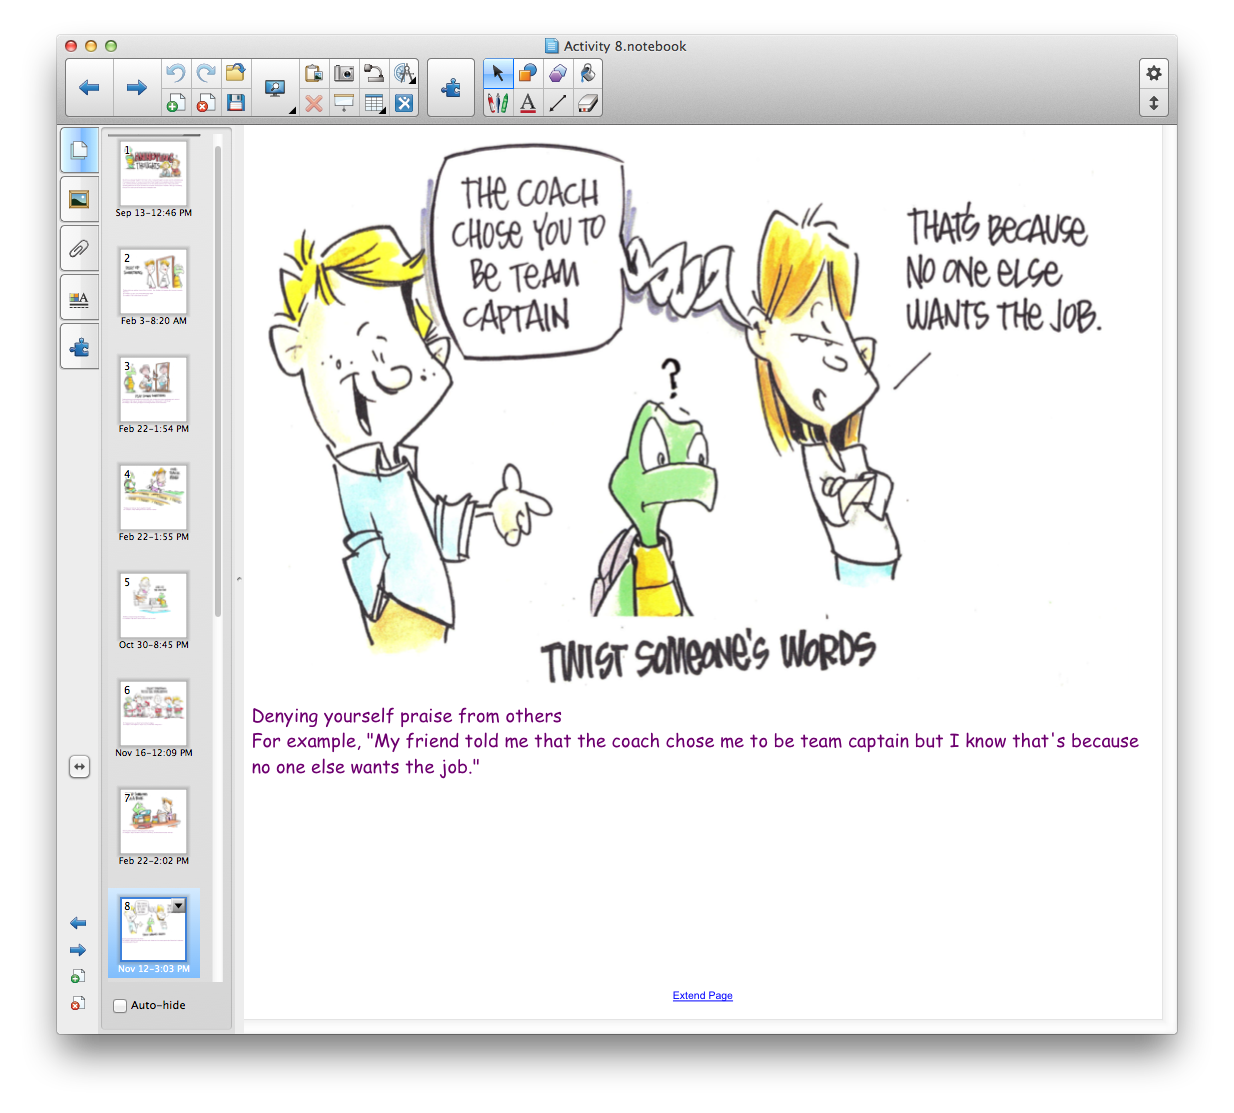 Activity 8.notebook
1
Sep 13-12:46 PM
2
Feb 3-8:20 AM
3
Feb 22-1:54 PM
4
Feb 22-1:55 PM
5
Oct 30-8:45 PM
6
Nov 16-12:09 PM
7
Feb 22-2:02 PM
8
Nov 12-3:03 PM
Auto-hide
THE COACH
CHOSE YOU TO
BE TEAM
CAPTAIN
THAT'S BECAUSE
NO ONE ELSE
WANTS THE JOB.
?
TWIST SOMEONE'S WORDS
Denying yourself praise from others
For example, "My friend told me that the coach chose me to be team captain but I know that's because
no one else wants the job."
Extend Page